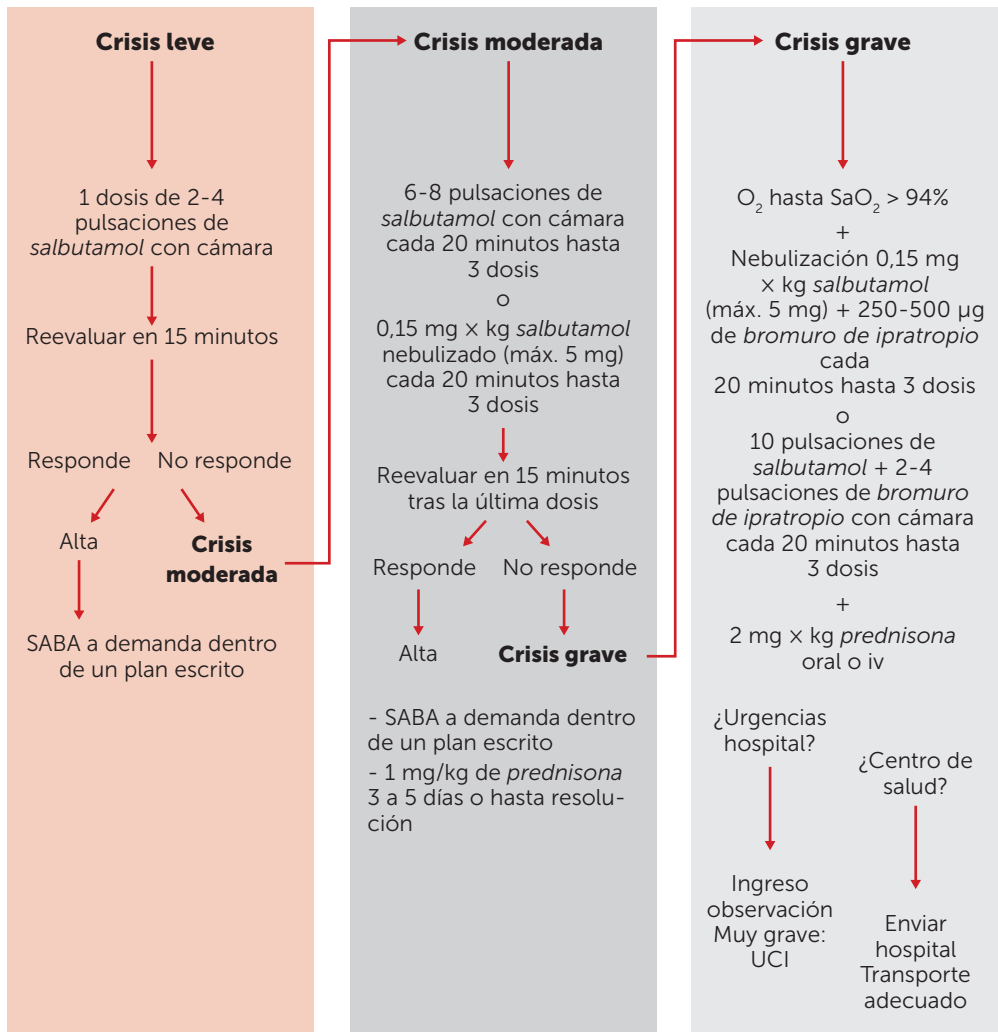 Crisis leve
1 dosis de 2-4
pulsaciones de
salbutamol con cámara
Reevaluar en 15 minutos
Responde
No responde
Alta
Crisis
moderada
SABA a demanda dentro
de un plan escrito
Crisis moderada
6-8 pulsaciones de
salbutamol con cámara
cada 20 minutos hasta
3 dosis
o
0,15 mg × kg salbutamol
nebulizado (máx. 5 mg)
cada 20 minutos hasta
3 dosis
Reevaluar en 15 minutos
tras la última dosis
Responde
No responde
Alta
Crisis grave
- SABA a demanda dentro
de un plan escrito
- 1 mg/kg de prednisona
3 a 5 días o hasta resolu-
ción
Crisis grave
O₂ hasta SaO₂ > 94%
+
Nebulización 0,15 mg
× kg salbutamol
(máx. 5 mg) + 250-500 µg
de bromuro de ipratropio
cada
20 minutos hasta 3 dosis
o
10 pulsaciones de
salbutamol + 2-4
pulsaciones de bromuro
de ipratropio con cámara
cada 20 minutos hasta
3 dosis
+
2 mg × kg prednisona
oral o iv
¿Urgencias
hospital?
Ingreso
observación
Muy grave:
UCI
¿Centro de
salud?
Enviar
hospital
Transporte
adecuado